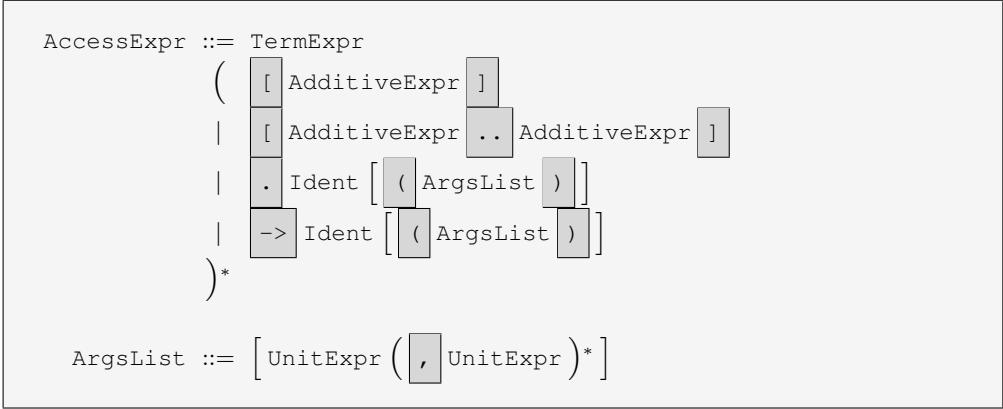 AccessExpr ::= TermExpr
( [ AdditiveExpr ]
| [ AdditiveExpr .. AdditiveExpr ]
| . Ident [ ( ArgsList ) ]
| -> Ident [ ( ArgsList ) ]
)*
ArgsList ::= [ UnitExpr ( , UnitExpr )* ]